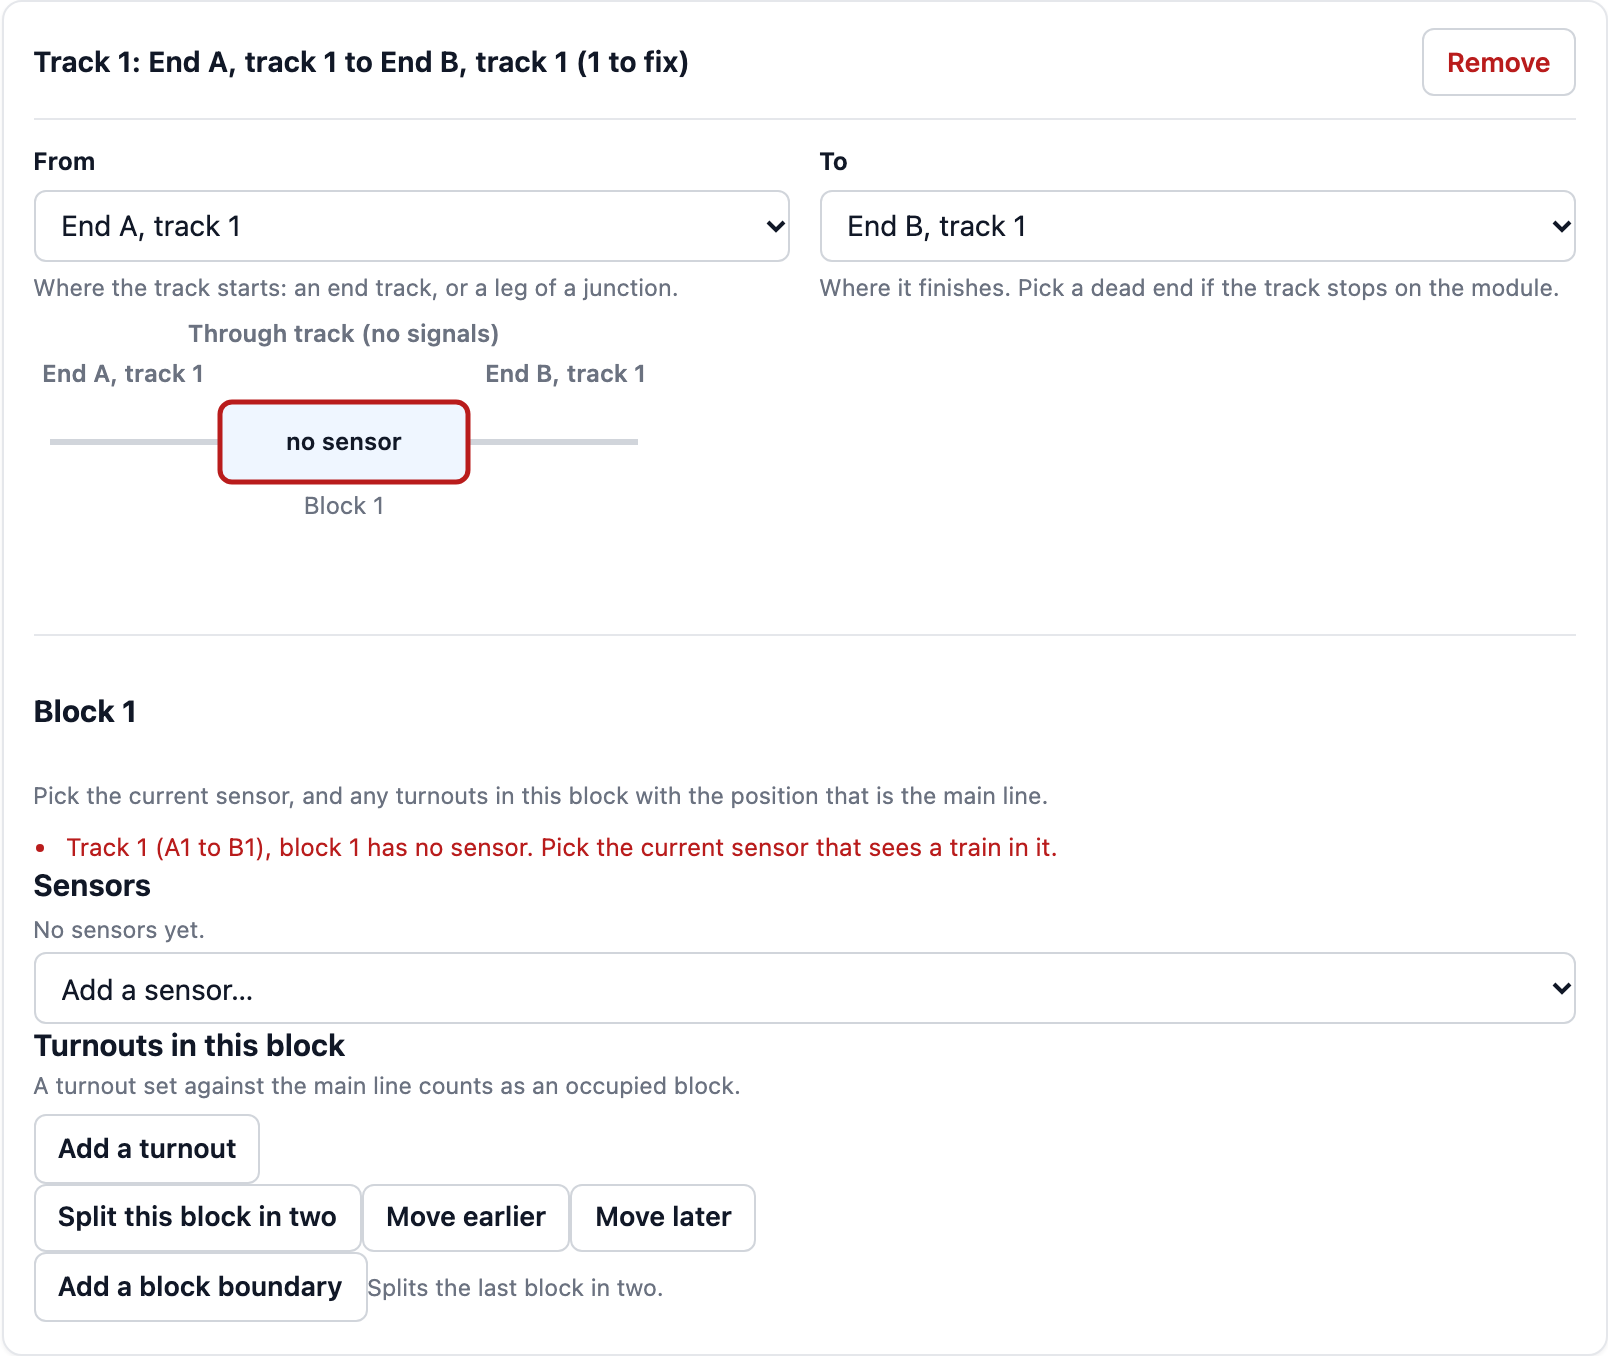 Track 1: End A, track 1 to End B, track 1 (1 to fix)
Remove
From
To
End A, track 1
End B, track 1
Where the track starts: an end track, or a leg of a junction.
Where it finishes. Pick a dead end if the track stops on the module.
Through track (no signals)
End A, track 1
End B, track 1
no sensor
Block 1
Block 1
Pick the current sensor, and any turnouts in this block with the position that is the main line.
• Track 1 (A1 to B1), block 1 has no sensor. Pick the current sensor that sees a train in it.
Sensors
No sensors yet.
Add a sensor...
Turnouts in this block
A turnout set against the main line counts as an occupied block.
Add a turnout
Split this block in two
Move earlier
Move later
Add a block boundary
Splits the last block in two.